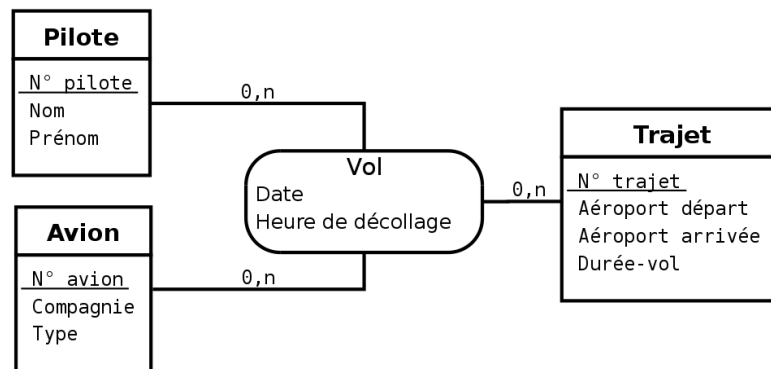 Pilote
N° pilote
Nom
Prénom
0,n
Vol
Date
Heure de décollage
0,n
Trajet
N° trajet
Aéroport départ
Aéroport arrivée
Durée-vol
Avion
N° avion
Compagnie
Type
0,n